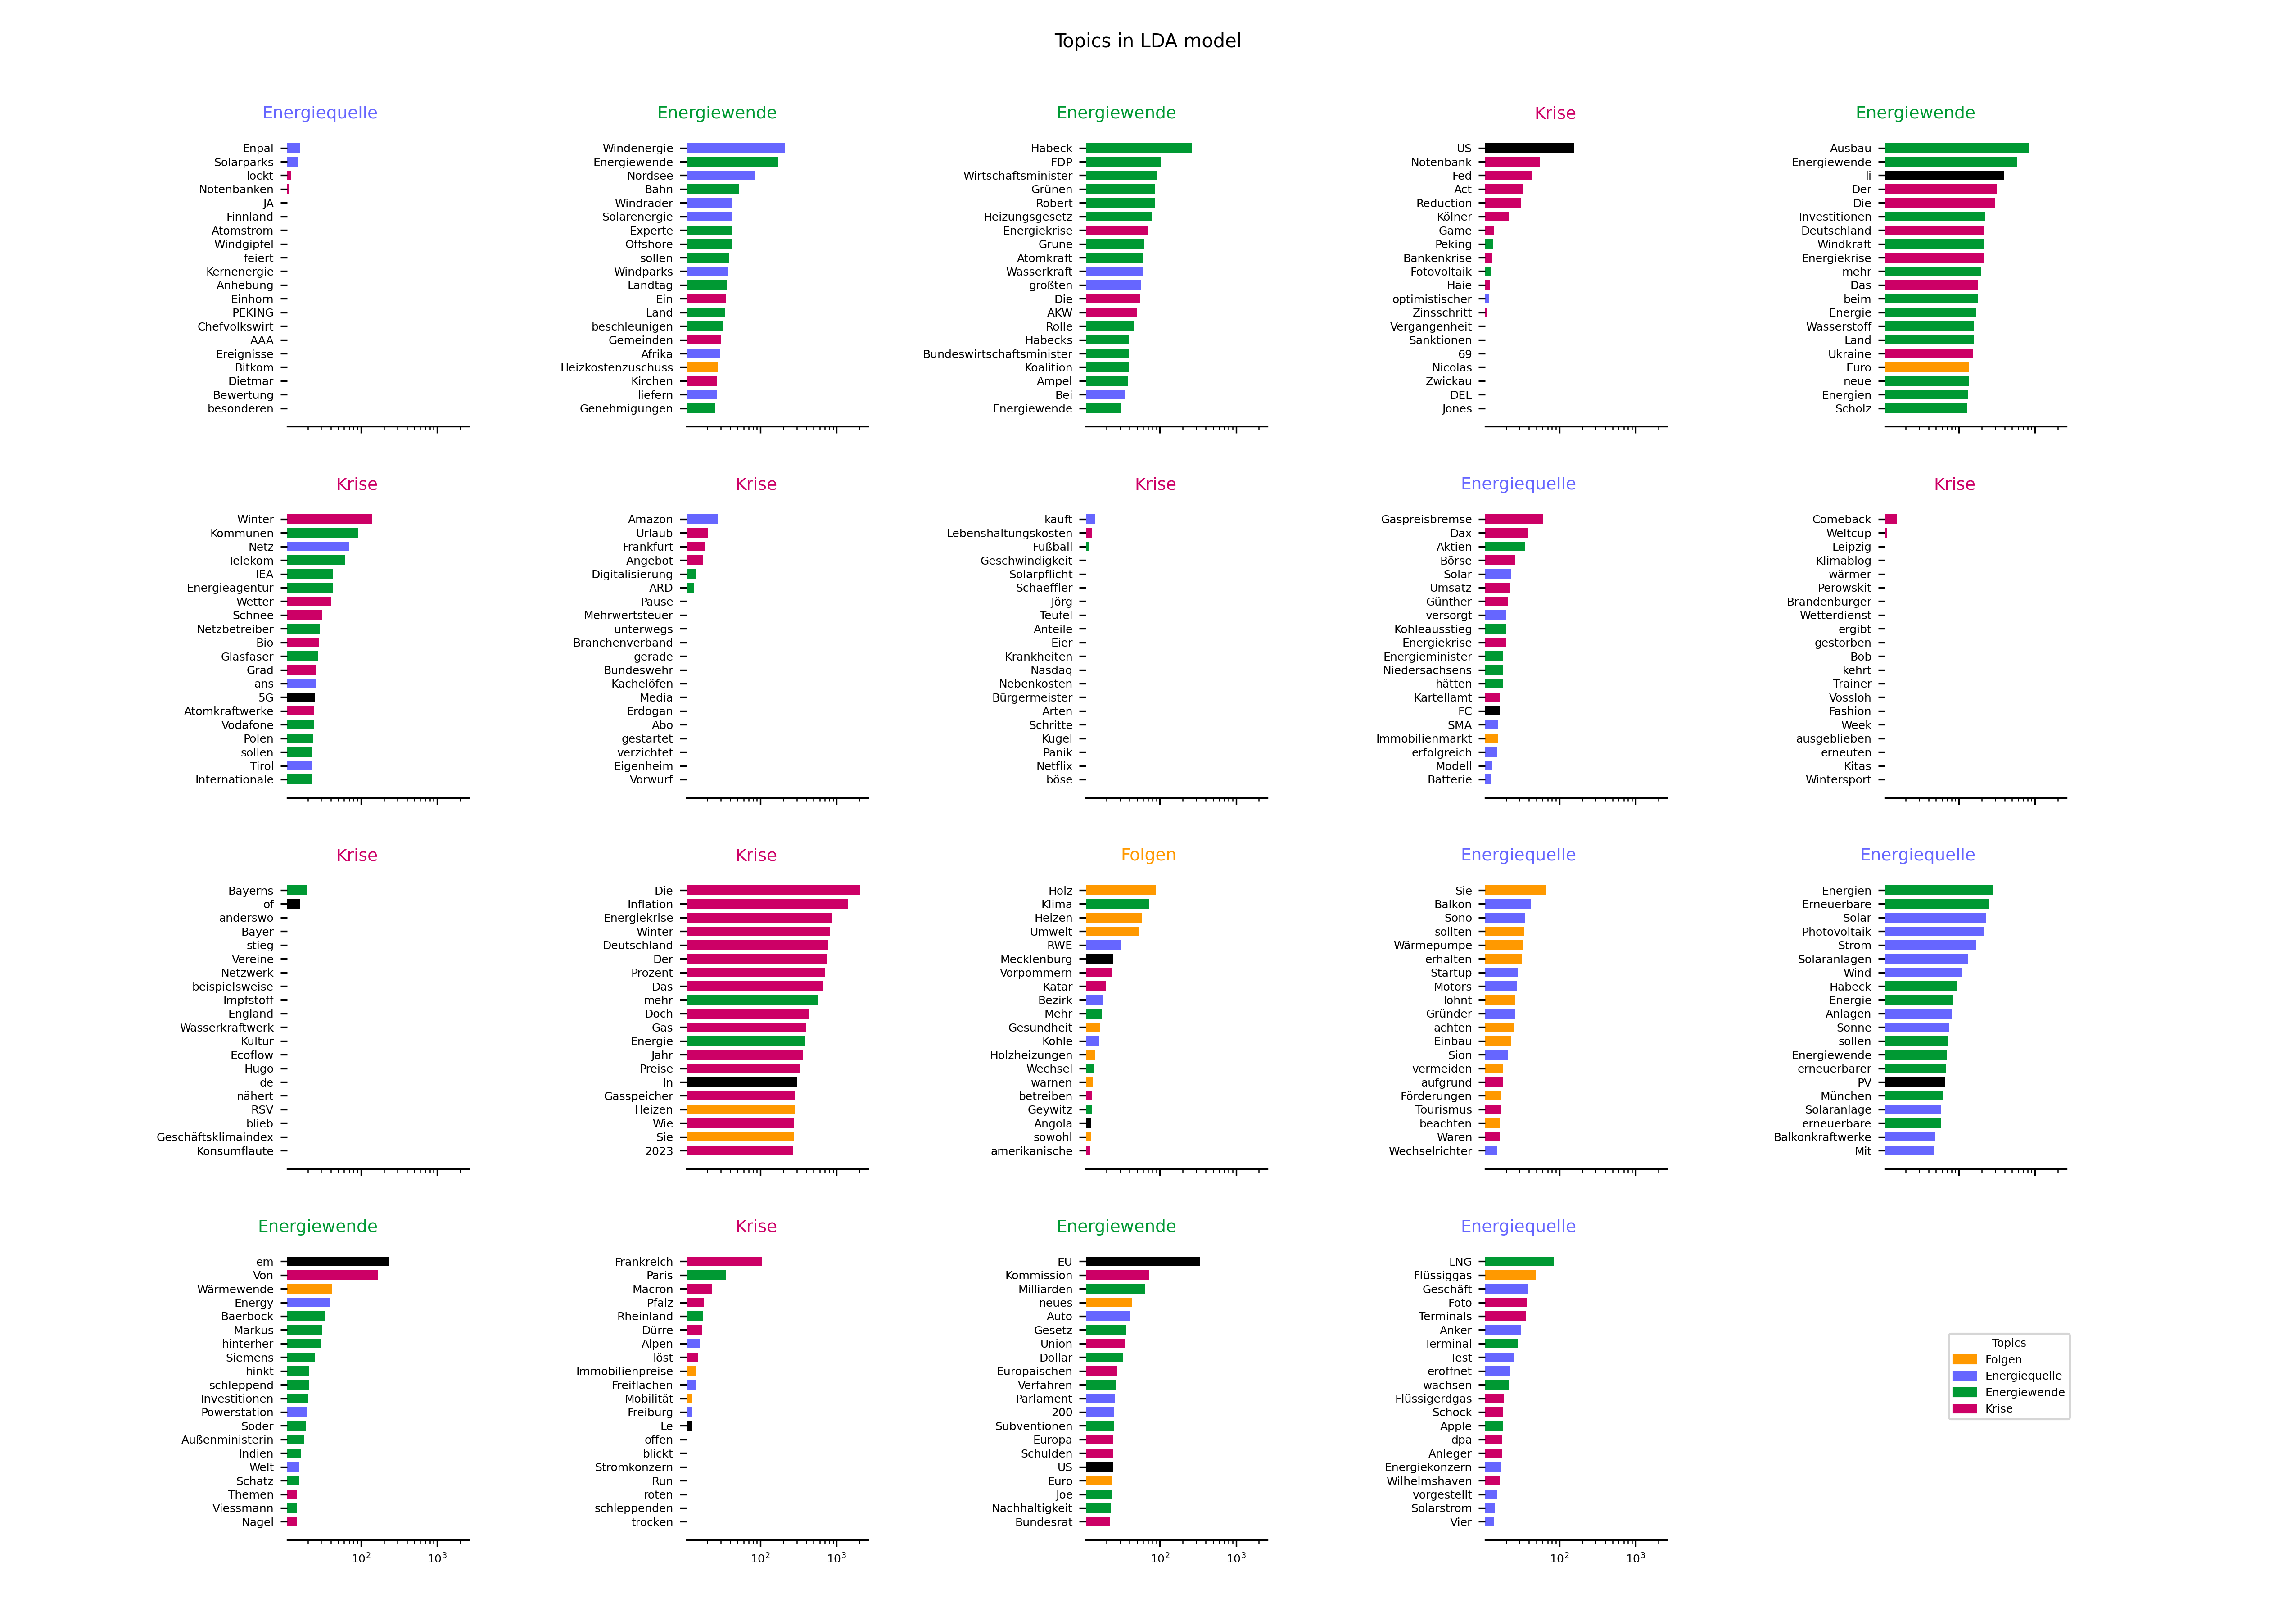 Topics in LDA model
Energiequelle
Enpal
Solarparks
lockt
Notenbanken
JA
Finnland
Atomstrom
Windgipfel
feiert
Kernenergie
Anhebung
Einhorn
PEKING
Chefvolkswirt
AAA
Ereignisse
Bitkom
Dietmar
Bewertung
besonderen
Energiewende
Windenergie
Energiewende
Nordsee
Bahn
Windräder
Solarenergie
Experte
Offshore
sollen
Windparks
Landtag
Ein
Land
beschleunigen
Gemeinden
Afrika
Heizkostenzuschuss
Kirchen
liefern
Genehmigungen
Energiewende
Habeck
FDP
Wirtschaftsminister
Grünen
Robert
Heizungsgesetz
Energiekrise
Grüne
Atomkraft
Wasserkraft
größten
Die
AKW
Rolle
Habecks
Bundeswirtschaftsminister
Koalition
Ampel
Bei
Energiewende
Krise
US
Notenbank
Fed
Act
Reduction
Kölner
Game
Peking
Bankenkrise
Fotovoltaik
Haie
optimistischer
Zinsschritt
Vergangenheit
Sanktionen
69
Nicolas
Zwickau
DEL
Jones
Energiewende
Ausbau
Energiewende
li
Der
Die
Investitionen
Deutschland
Windkraft
Energiekrise
mehr
Das
beim
Energie
Wasserstoff
Land
Ukraine
Euro
neue
Energien
Scholz
Krise
Winter
Kommunen
Netz
Telekom
IEA
Energieagentur
Wetter
Schnee
Netzbetreiber
Bio
Glasfaser
Grad
ans
5G
Atomkraftwerke
Vodafone
Polen
sollen
Tirol
Internationale
Krise
Amazon
Urlaub
Frankfurt
Angebot
Digitalisierung
ARD
Pause
Mehrwertsteuer
unterwegs
Branchenverband
gerade
Bundeswehr
Kachelöfen
Media
Erdogan
Abo
gestartet
verzichtet
Eigenheim
Vorwurf
Krise
kauft
Lebenshaltungskosten
Fußball
Geschwindigkeit
Solarpflicht
Schaeffler
Jörg
Teufel
Anteile
Eier
Krankheiten
Nasdaq
Nebenkosten
Bürgermeister
Arten
Schritte
Kugel
Panik
Netflix
böse
Energiequelle
Gaspreisbremse
Dax
Aktien
Börse
Solar
Umsatz
Günther
versorgt
Kohleausstieg
Energiekrise
Energieminister
Niedersachsens
hätten
Kartellamt
FC
SMA
Immobilienmarkt
erfolgreich
Modell
Batterie
Krise
Comeback
Weltcup
Leipzig
Klimablog
wärmer
Perowskit
Brandenburger
Wetterdienst
ergibt
gestorben
Bob
kehrt
Trainer
Vossloh
Fashion
Week
ausgeblieben
erneuten
Kitas
Wintersport
Krise
Bayerns
of
anderswo
Bayer
stieg
Vereine
Netzwerk
beispielsweise
Impfstoff
England
Wasserkraftwerk
Kultur
Ecoflow
Hugo
de
nähert
RSV
blieb
Geschäftsklimaindex
Konsumflaute
Krise
Die
Inflation
Energiekrise
Winter
Deutschland
Der
Prozent
Das
mehr
Doch
Gas
Energie
Jahr
Preise
In
Gasspeicher
Heizen
Wie
Sie
2023
Folgen
Holz
Klima
Heizen
Umwelt
RWE
Mecklenburg
Vorpommern
Katar
Bezirk
Mehr
Gesundheit
Kohle
Holzheizungen
Wechsel
warnen
betreiben
Geywitz
Angola
sowohl
amerikanische
Energiequelle
Sie
Balkon
Sono
sollten
Wärmepumpe
erhalten
Startup
Motors
lohnt
Gründer
achten
Einbau
Sion
vermeiden
aufgrund
Förderungen
Tourismus
beachten
Waren
Wechselrichter
Energiequelle
Energien
Erneuerbare
Solar
Photovoltaik
Strom
Solaranlagen
Wind
Habeck
Energie
Anlagen
Sonne
sollen
Energiewende
erneuerbarer
PV
München
Solaranlage
erneuerbare
Balkonkraftwerke
Mit
Energiewende
em
Von
Wärmewende
Energy
Baerbock
Markus
hinterher
Siemens
hinkt
schleppend
Investitionen
Powerstation
Söder
Außenministerin
Indien
Welt
Schatz
Themen
Viessmann
Nagel
10² 10³
Krise
Frankreich
Paris
Macron
Pfalz
Rheinland
Dürre
Alpen
löst
Immobilienpreise
Freiflächen
Mobilität
Freiburg
Le
offen
blickt
Stromkonzern
Run
roten
schleppenden
trocken
10² 10³
Energiewende
EU
Kommission
Milliarden
neues
Auto
Gesetz
Union
Dollar
Europäischen
Verfahren
Parlament
200
Subventionen
Europa
Schulden
US
Euro
Joe
Nachhaltigkeit
Bundesrat
10² 10³
Energiequelle
LNG
Flüssiggas
Geschäft
Foto
Terminals
Anker
Terminal
Test
eröffnet
wachsen
Flüssigerdgas
Schock
Apple
dpa
Anleger
Energiekonzern
Wilhelmshaven
vorgestellt
Solarstrom
Vier
10² 10³
Topics
Folgen
Energiequelle
Energiewende
Krise